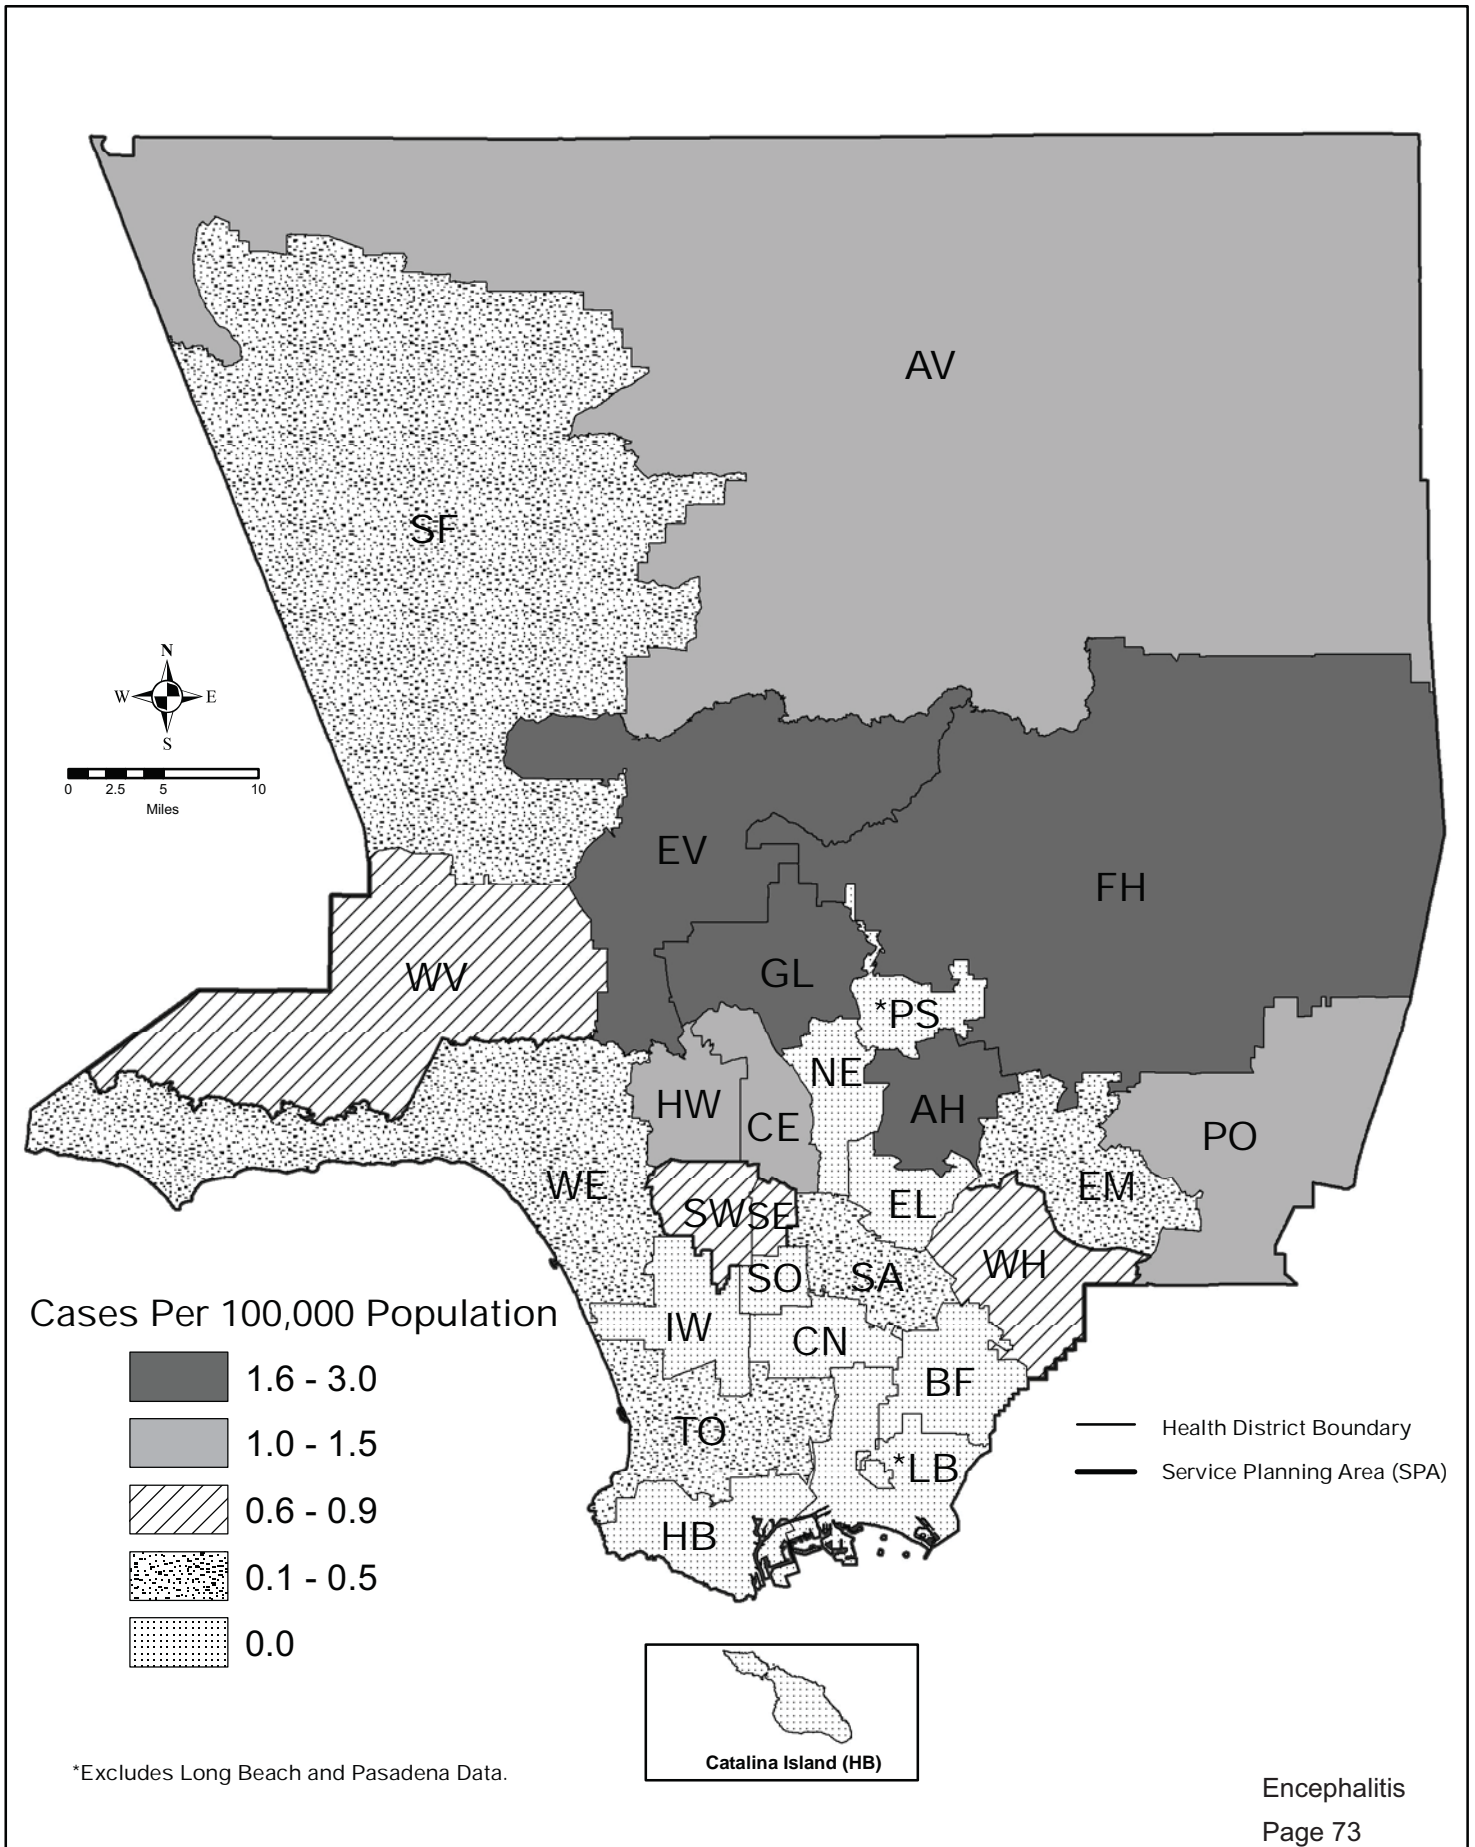 AV
SF
N
W E
S
0 2.5 5 10
Miles
EV
FH
WV
GL
*PS
NE
HW
CE
AH
PO
WE
EM
SW
SE
EL
WH
SO
SA
IW
CN
BF
TO
*LB
HB
Cases Per 100,000 Population
1.6 - 3.0
1.0 - 1.5
0.6 - 0.9
0.1 - 0.5
0.0
Health District Boundary
Service Planning Area (SPA)
Catalina Island (HB)
*Excludes Long Beach and Pasadena Data.
Encephalitis
Page 73